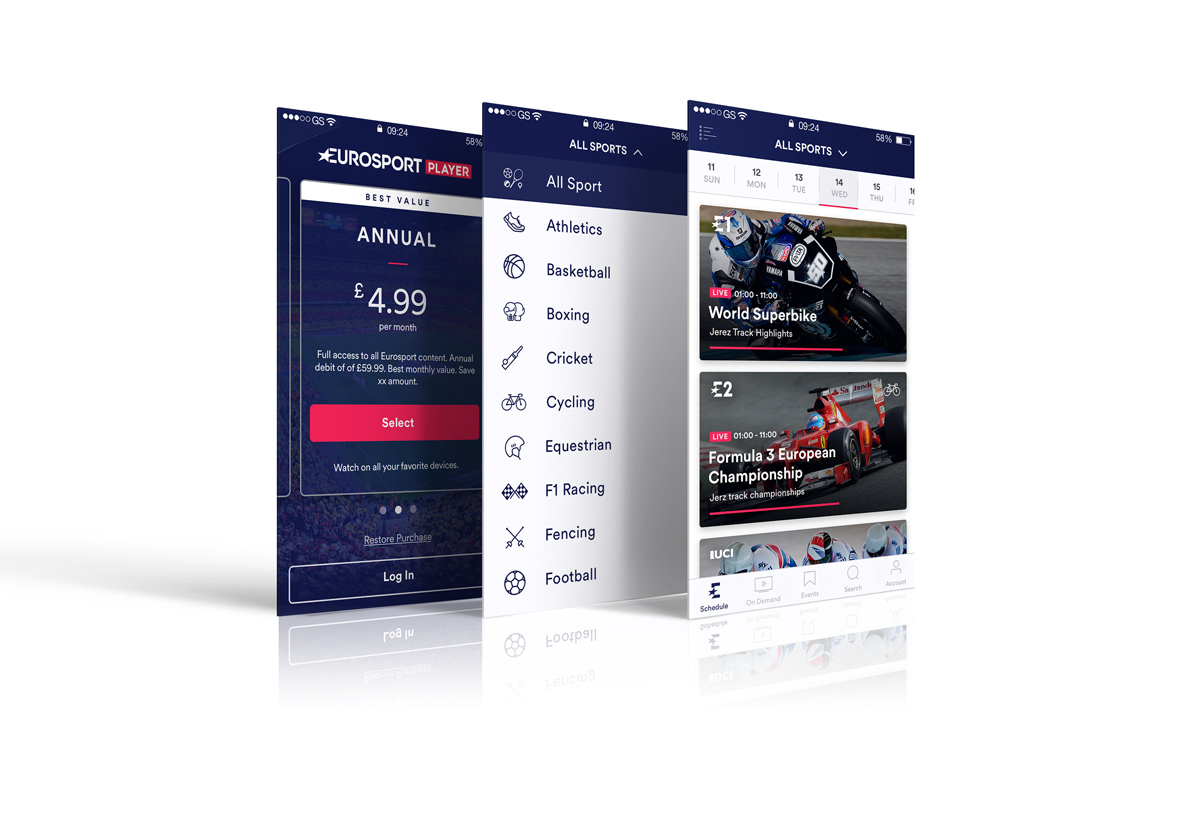 GS
09:24
58%
EUROSPORT PLAYER
BEST VALUE
ANNUAL
£4.99
per month
Full access to all Eurosport content. Annual
debit of of £59.99. Best monthly value. Save
xx amount.
Select
Watch on all your favorite devices.
Restore Purchase
Log In
GS
09:24
58%
ALL SPORTS
All Sport
Athletics
Basketball
Boxing
Cricket
Cycling
Equestrian
F1 Racing
Fencing
Football
GS
09:24
58%
ALL SPORTS
11 12 13 14 15 16
SUN MON TUE WED THU
E1
YAMAHA
LIVE 01:00 - 11:00
World Superbike
Jerez Track Highlights
E2
Santander
LIVE 01:00 - 11:00
Formula 3 European
Championship
Jerz track championships
UCI
Schedule On Demand Events Search Account